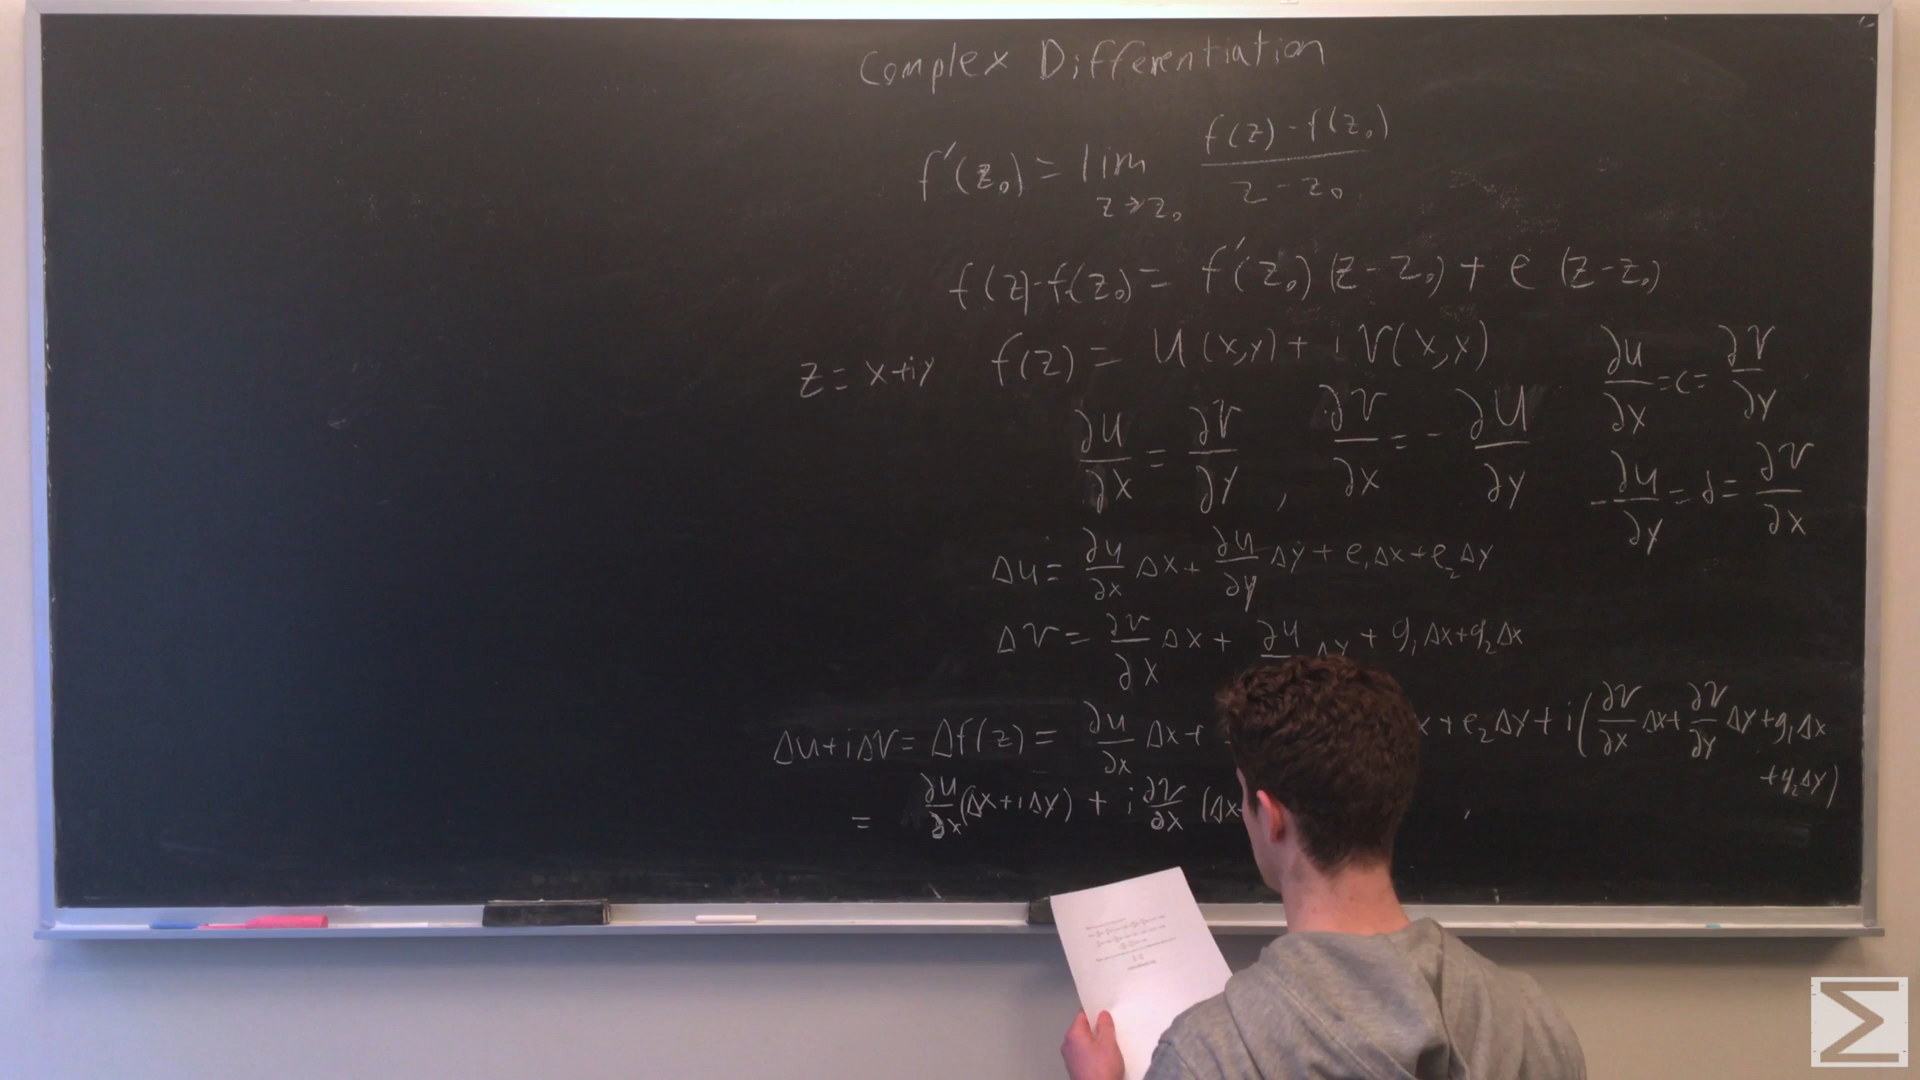 Complex Differentiation
f'(z₀) = lim z→z₀ f(z) - f(z₀) / z - z₀
f(z) - f(z₀) = f'(z₀)(z - z₀) + e (z - z₀)
z = x+iy f(z) = U(x,y) + i V(x,y)
∂u/∂x = c = ∂V/∂y
∂U/∂x = ∂V/∂y , ∂V/∂x = - ∂U/∂y
-∂u/∂y = d = ∂V/∂x
Δu = ∂u/∂x Δx + ∂u/∂y Δy + e₁Δx + e₂Δy
ΔV = ∂V/∂x Δx + ∂u Δy + g₁Δx + g₂Δx
Δu + iΔV = Δf(z) = ∂u/∂x Δx + x + e₂Δy + i(∂V/∂x Δx + ∂V/∂y Δy + g₁Δx
+ g₂Δy)
= ∂u/∂x (Δx + iΔy) + i ∂V/∂x (Δx
Σ